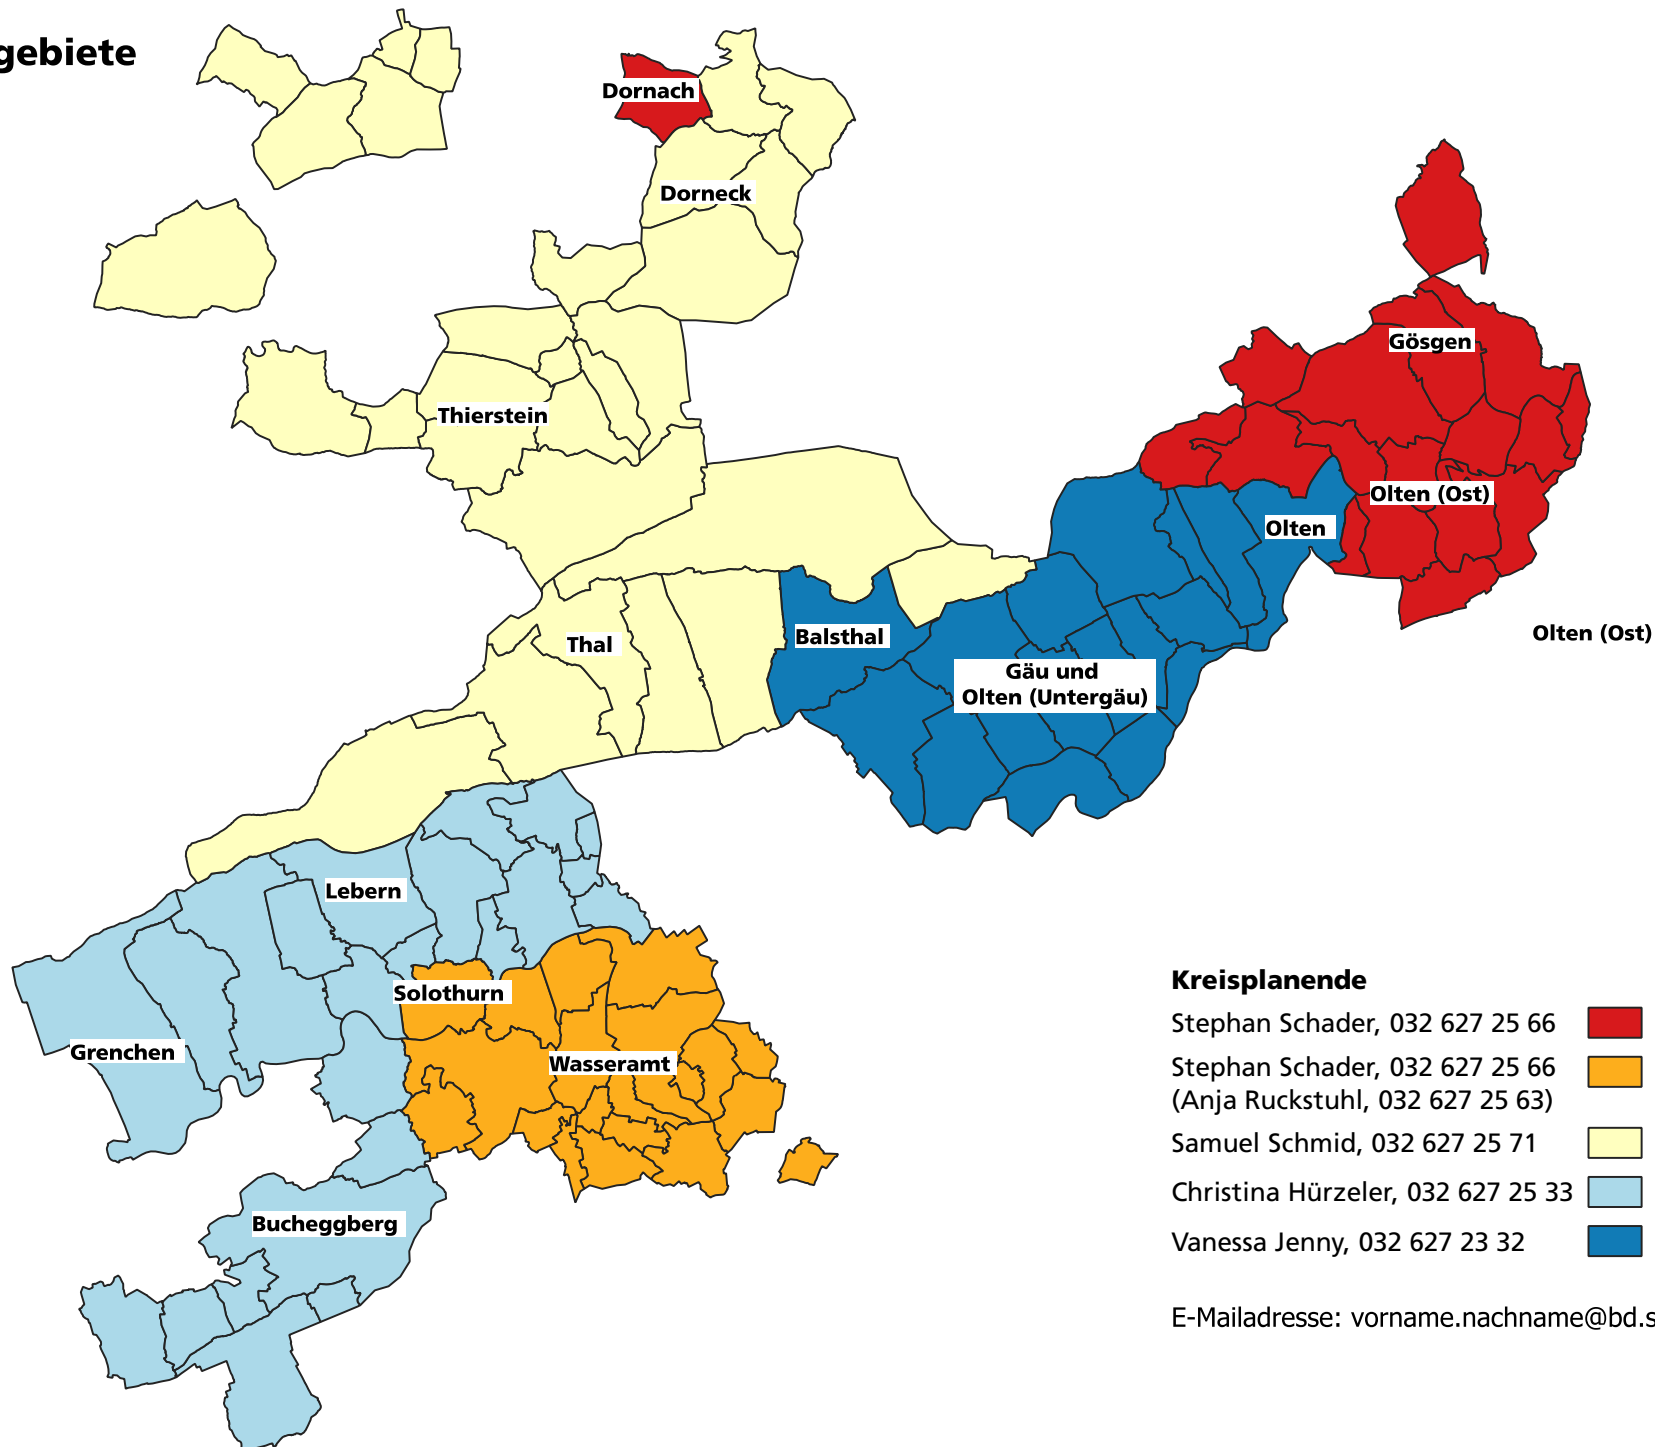 gebiete
Dornach
Dorneck
Gösgen
Thierstein
Olten (Ost)
Olten
Olten (Ost)
Balsthal
Thal
Gäu und
Olten (Untergäu)
Lebern
Solothurn
Grenchen
Wasseramt
Bucheggberg
Kreisplanende
Stephan Schader, 032 627 25 66
Stephan Schader, 032 627 25 66
(Anja Ruckstuhl, 032 627 25 63)
Samuel Schmid, 032 627 25 71
Christina Hürzeler, 032 627 25 33
Vanessa Jenny, 032 627 23 32
E-Mailadresse: vorname.nachname@bd.s